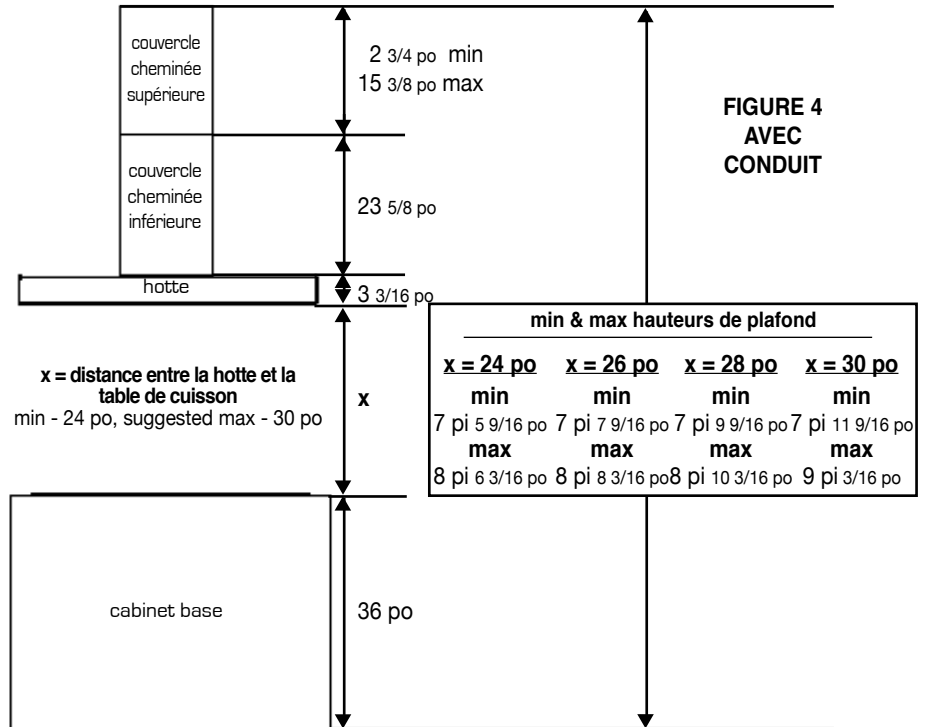 couvercle
cheminée
supérieure
2 3/4 po min
15 3/8 po max
FIGURE 4
AVEC
CONDUIT
couvercle
cheminée
inférieure
23 5/8 po
hotte
3 3/16 po
x = distance entre la hotte et la
table de cuisson
min - 24 po, suggested max - 30 po
x
min & max hauteurs de plafond
x = 24 po x = 26 po x = 28 po x = 30 po
min min min min
7 pi 5 9/16 po 7 pi 7 9/16 po 7 pi 9 9/16 po 7 pi 11 9/16 po
max max max max
8 pi 6 3/16 po 8 pi 8 3/16 po 8 pi 10 3/16 po 9 pi 3/16 po
cabinet base
36 po